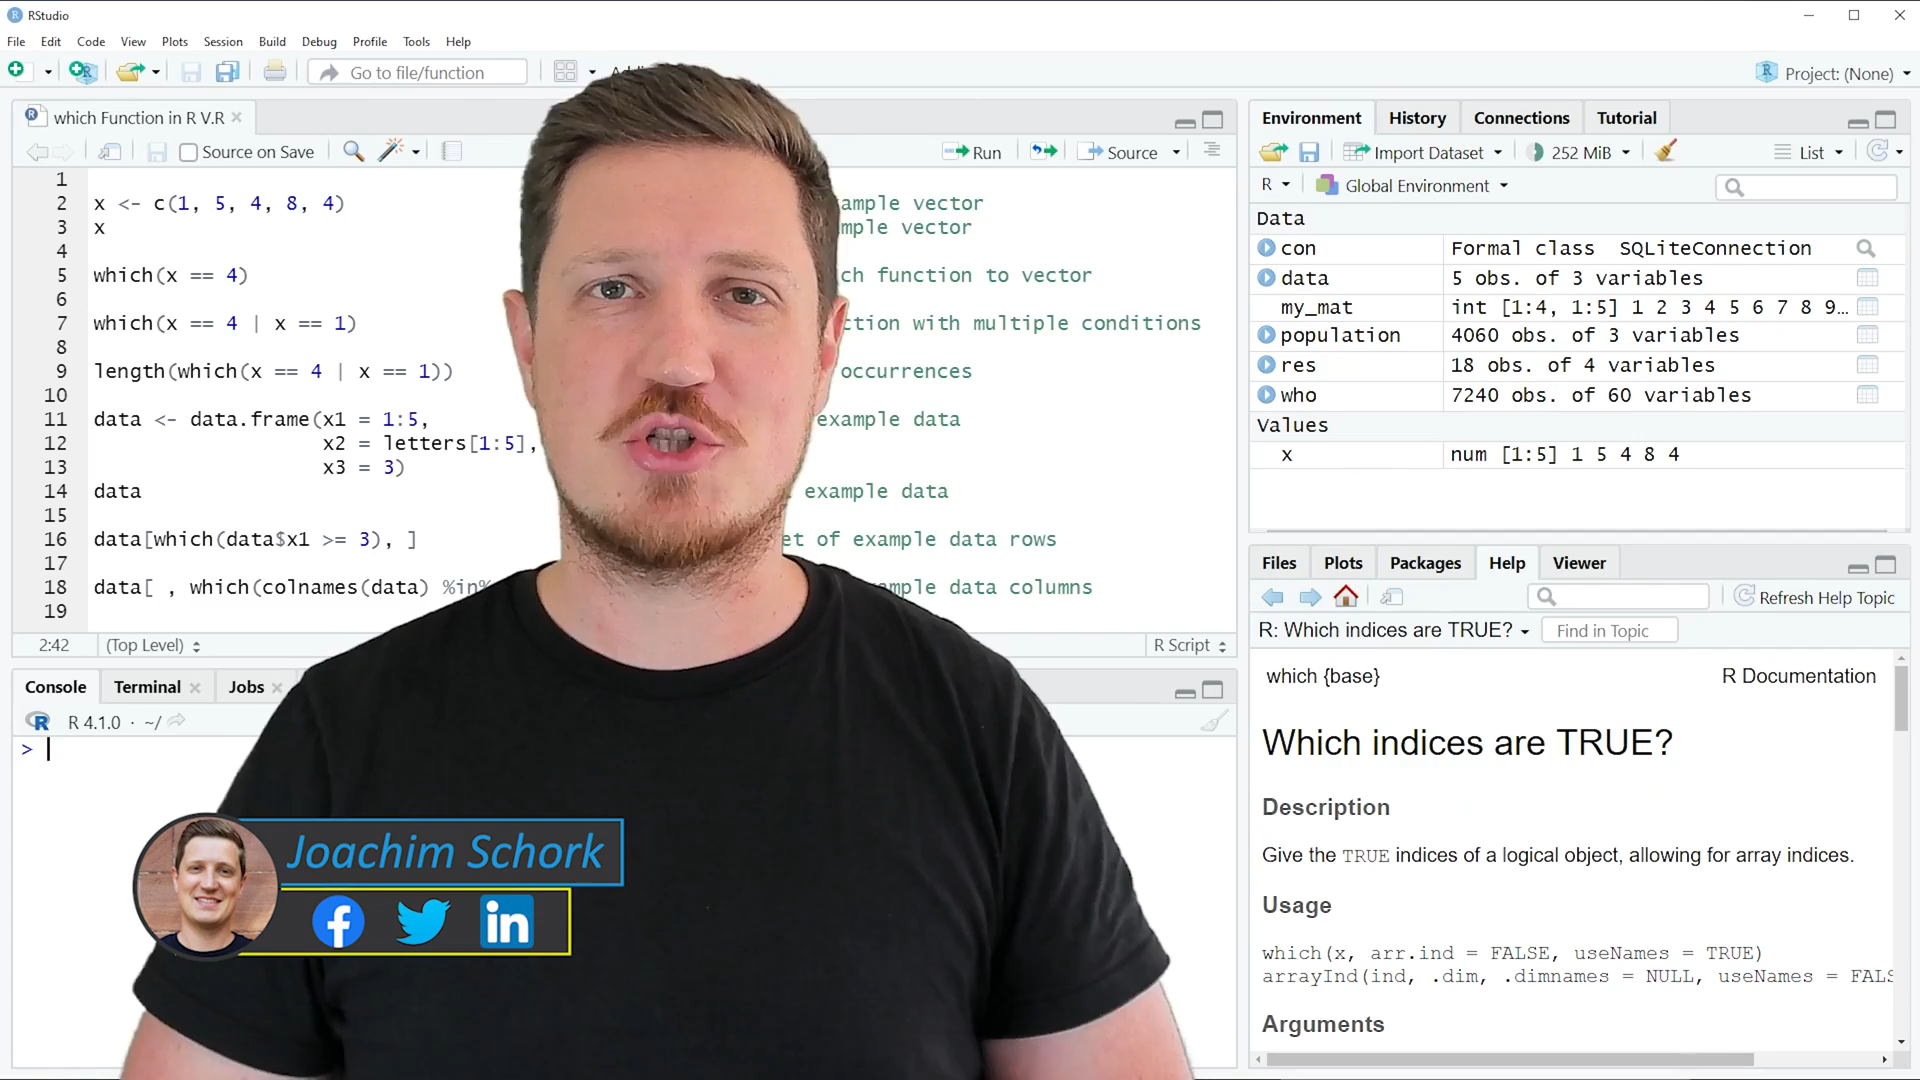 RStudio
File Edit Code View Plots Session Build Debug Profile Tools Help
Go to file/function
Project: (None)
which Function in R V.R
Source on Save
Run
Source
1
2 x <- c(1, 5, 4, 8, 4) ample vector
3 x mple vector
4
5 which(x == 4) ch function to vector
6
7 which(x == 4 | x == 1) ction with multiple conditions
8
9 length(which(x == 4 | x == 1)) occurrences
10
11 data <- data.frame(x1 = 1:5, example data
12 x2 = letters[1:5],
13 x3 = 3)
14 data example data
15
16 data[which(data$x1 >= 3), ] et of example data rows
17
18 data[ , which(colnames(data) %in% ample data columns
19
2:42 (Top Level) R Script
Console Terminal Jobs
R 4.1.0 · ~/
>
Joachim Schork
f
in
Environment History Connections Tutorial
Import Dataset 252 MiB List
R Global Environment
Data
con Formal class SQLiteConnection
data 5 obs. of 3 variables
my_mat int [1:4, 1:5] 1 2 3 4 5 6 7 8 9…
population 4060 obs. of 3 variables
res 18 obs. of 4 variables
who 7240 obs. of 60 variables
Values
x num [1:5] 1 5 4 8 4
Files Plots Packages Help Viewer
Refresh Help Topic
R: Which indices are TRUE? Find in Topic
which {base} R Documentation
Which indices are TRUE?
Description
Give the TRUE indices of a logical object, allowing for array indices.
Usage
which(x, arr.ind = FALSE, useNames = TRUE)
arrayInd(ind, .dim, .dimnames = NULL, useNames = FALS
Arguments